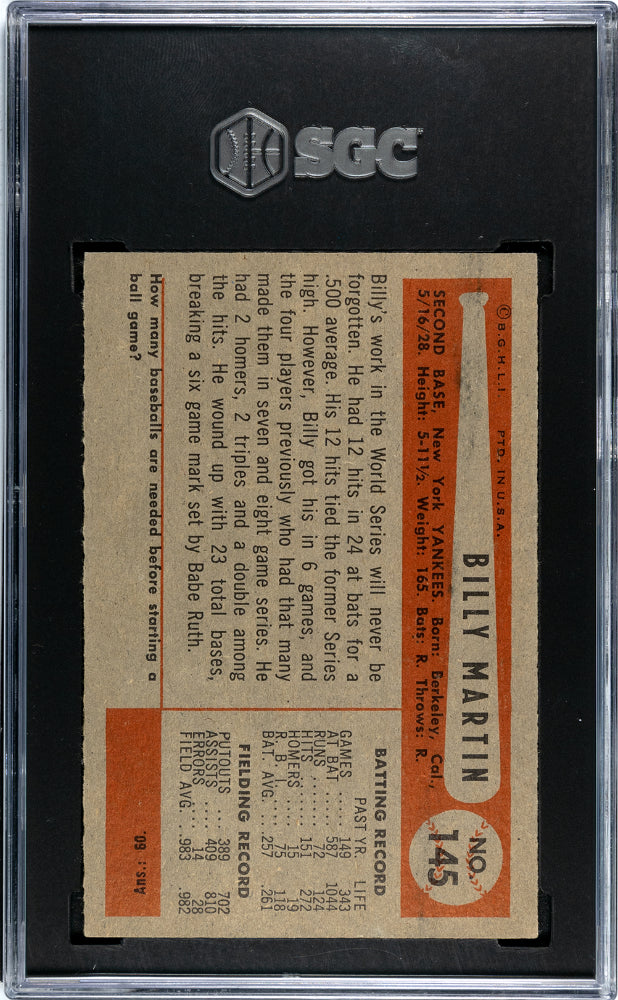 SGC
© B.G.H.L.I. PTD. IN U.S.A.
BILLY MARTIN
NO. 145
SECOND BASE, New York YANKEES. Born: Berkeley, Cal.,
5/16/28. Height: 5-11½. Weight: 165. Bats: R. Throws: R.
Billy's work in the World Series will never be
forgotten. He had 12 hits in 24 at bats for a
.500 average. His 12 hits tied the former Series
high. However, Billy got his in 6 games, and
the four players previously who had that many
made them in seven and eight game series. He
had 2 homers, 2 triples and a double among
the hits. He wound up with 23 total bases,
breaking a six game mark set by Babe Ruth.
BATTING RECORD
PAST YR. LIFE
GAMES ..... 149 343
AT BAT ..... 587 1044
RUNS ...... 72 124
HITS ....... 151 272
HOMERS .... 15 19
R. B. I. ..... 75 118
BAT. AVG. .. .257 .261
FIELDING RECORD
PUTOUTS ... 389 702
ASSISTS .... 409 810
ERRORS .... 14 28
FIELD AVG. .. .983 .982
How many baseballs are needed before starting a
ball game?
Ans.: 60.